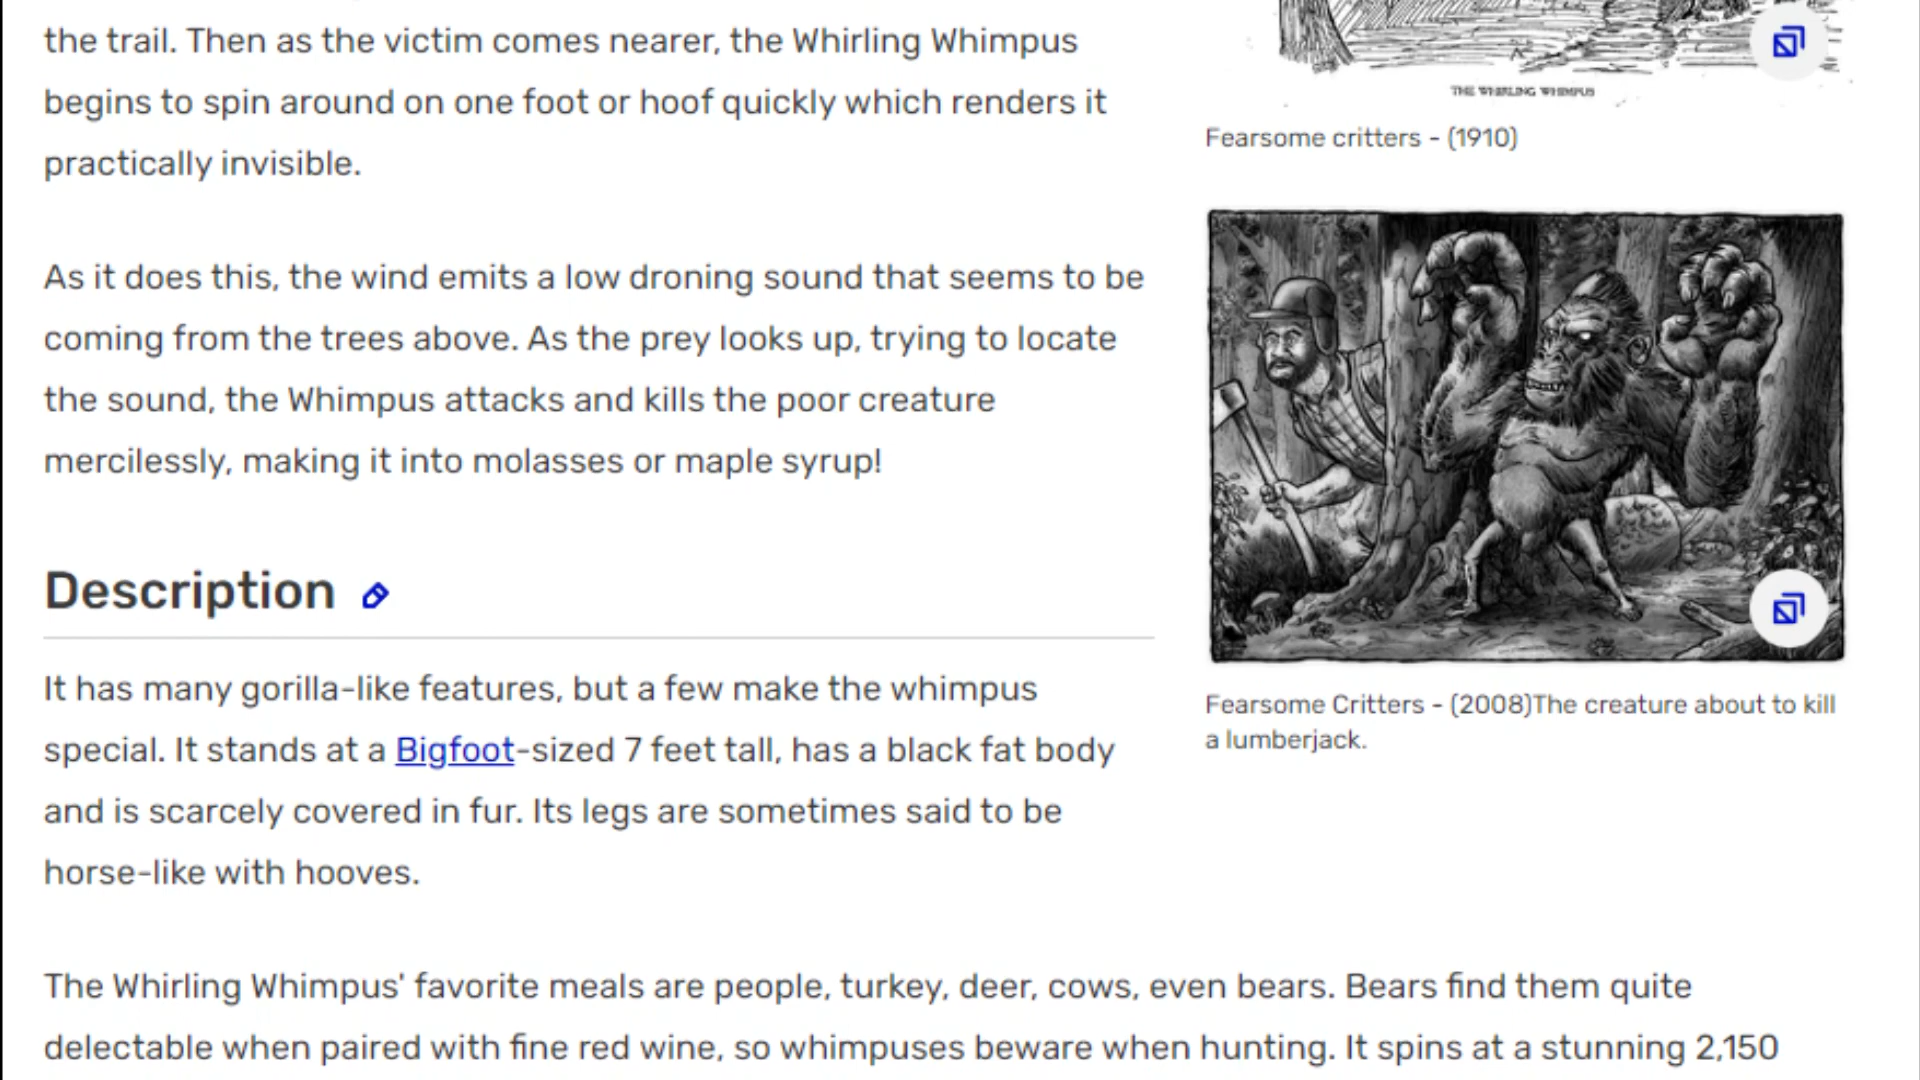 the trail. Then as the victim comes nearer, the Whirling Whimpus
begins to spin around on one foot or hoof quickly which renders it
practically invisible.
As it does this, the wind emits a low droning sound that seems to be
coming from the trees above. As the prey looks up, trying to locate
the sound, the Whimpus attacks and kills the poor creature
mercilessly, making it into molasses or maple syrup!
Description
It has many gorilla-like features, but a few make the whimpus
special. It stands at a Bigfoot-sized 7 feet tall, has a black fat body
and is scarcely covered in fur. Its legs are sometimes said to be
horse-like with hooves.
The Whirling Whimpus' favorite meals are people, turkey, deer, cows, even bears. Bears find them quite
delectable when paired with fine red wine, so whimpuses beware when hunting. It spins at a stunning 2,150
THE WHIRLING WHIMPUS
Fearsome critters - (1910)
Fearsome Critters - (2008)The creature about to kill
a lumberjack.